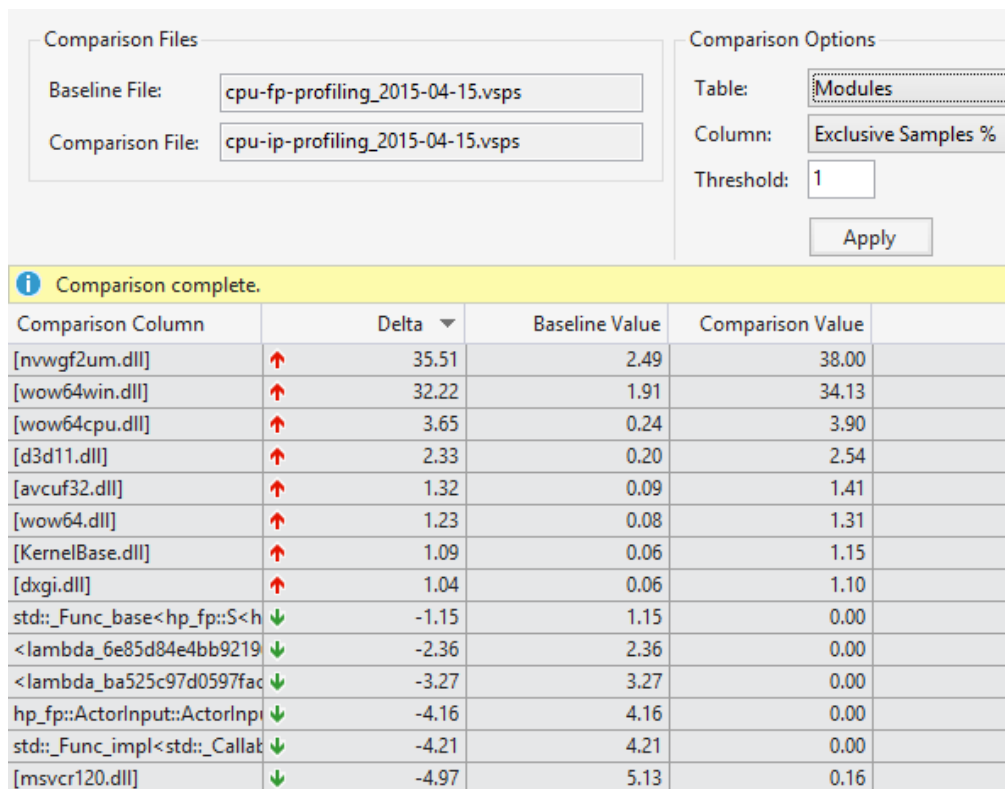 Comparison Files
Baseline File: cpu-fp-profiling_2015-04-15.vsps
Comparison File: cpu-ip-profiling_2015-04-15.vsps
Comparison Options
Table: Modules
Column: Exclusive Samples %
Threshold: 1
Apply
Comparison complete.
Comparison Column Delta Baseline Value Comparison Value
[nvwgf2um.dll] 35.51 2.49 38.00
[wow64win.dll] 32.22 1.91 34.13
[wow64cpu.dll] 3.65 0.24 3.90
[d3d11.dll] 2.33 0.20 2.54
[avcuf32.dll] 1.32 0.09 1.41
[wow64.dll] 1.23 0.08 1.31
[KernelBase.dll] 1.09 0.06 1.15
[dxgi.dll] 1.04 0.06 1.10
std::_Func_base<hp_fp::S<h -1.15 1.15 0.00
<lambda_6e85d84e4bb9219 -2.36 2.36 0.00
<lambda_ba525c97d0597fac -3.27 3.27 0.00
hp_fp::ActorInput::ActorInp -4.16 4.16 0.00
std::_Func_impl<std::_Callab -4.21 4.21 0.00
[msvcr120.dll] -4.97 5.13 0.16